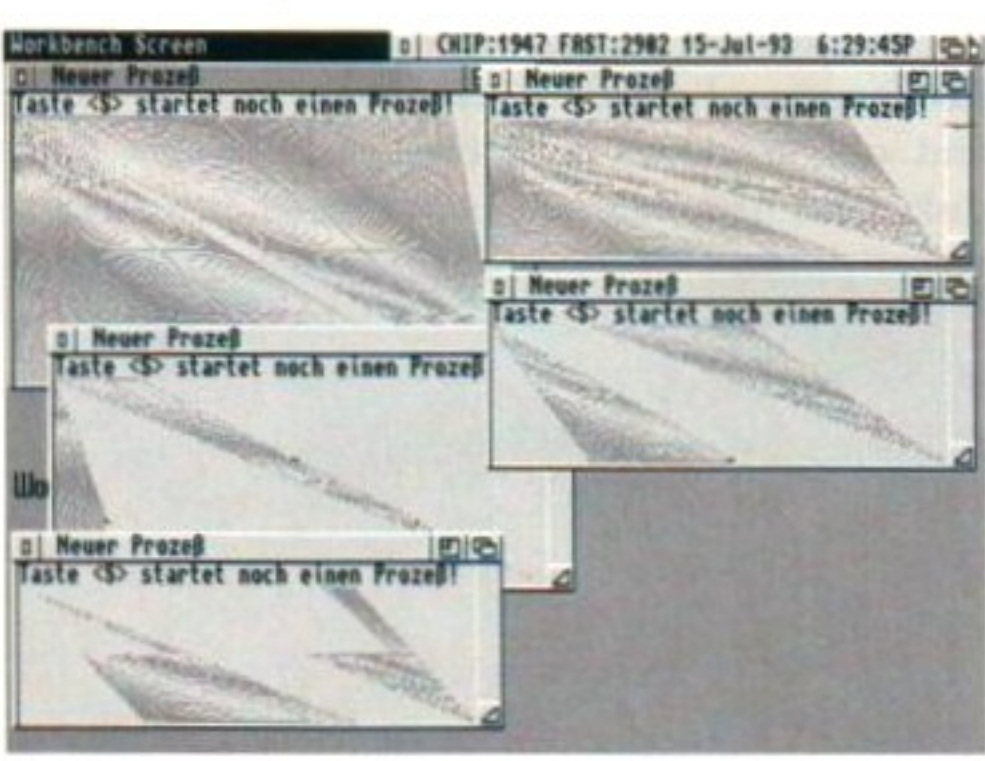 Workbench Screen
CHIP:1947 FAST:2902 15-Jul-93 6:29:45P
Neuer Prozeß
Taste <S> startet noch einen Prozeß!
Neuer Prozeß
Taste <S> startet noch einen Prozeß!
Neuer Prozeß
Taste <S> startet noch einen Prozeß!
Neuer Prozeß
Taste <S> startet noch einen Prozeß
Wo
Neuer Prozeß
Taste <S> startet noch einen Prozeß!